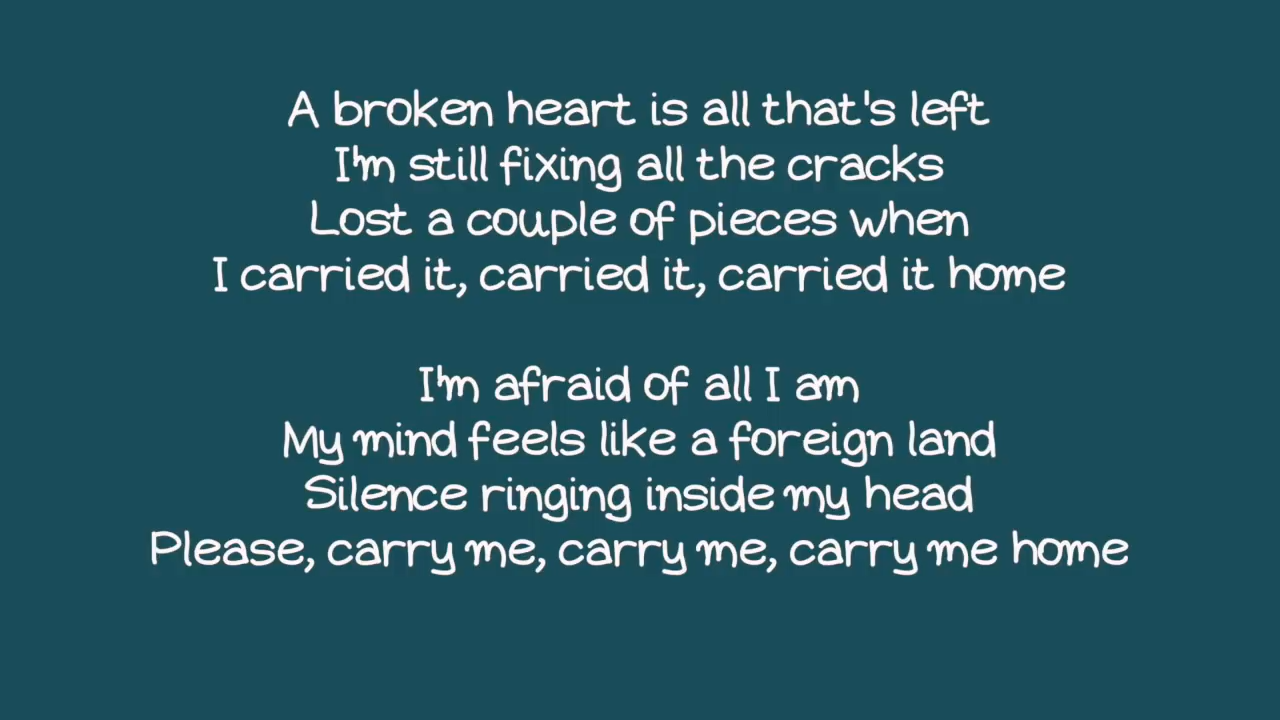 A broken heart is all that's left
I'm still fixing all the cracks
Lost a couple of pieces when
I carried it, carried it, carried it home
I'm afraid of all I am
My mind feels like a foreign land
Silence ringing inside my head
Please, carry me, carry me, carry me home